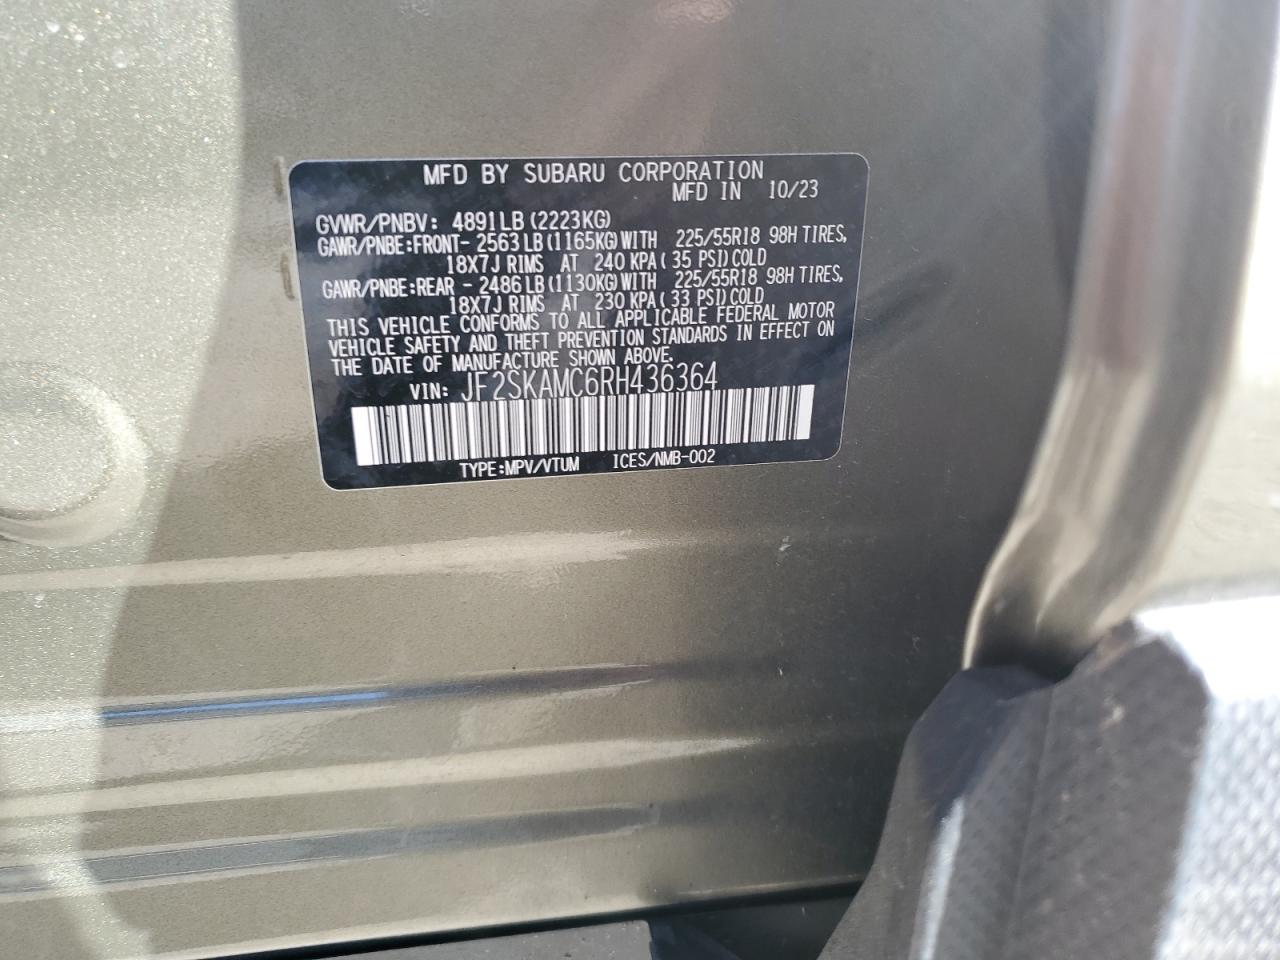 MFD BY SUBARU CORPORATION
MFD IN 10/23
GVWR/PNBV: 4891LB(2223KG)
GAWR/PNBE:FRONT- 2563LB(1165KG)WITH 225/55R18 98H TIRES,
18X7J RIMS AT 240 KPA( 35 PSI)COLD
GAWR/PNBE:REAR - 2486LB(1130KG)WITH 225/55R18 98H TIRES,
18X7J RIMS AT 230 KPA( 33 PSI)COLD
THIS VEHICLE CONFORMS TO ALL APPLICABLE FEDERAL MOTOR
VEHICLE SAFETY AND THEFT PREVENTION STANDARDS IN EFFECT ON
THE DATE OF MANUFACTURE SHOWN ABOVE.
VIN: JF2SKAMC6RH436364
TYPE:MPV/VTUM ICES/NMB-002